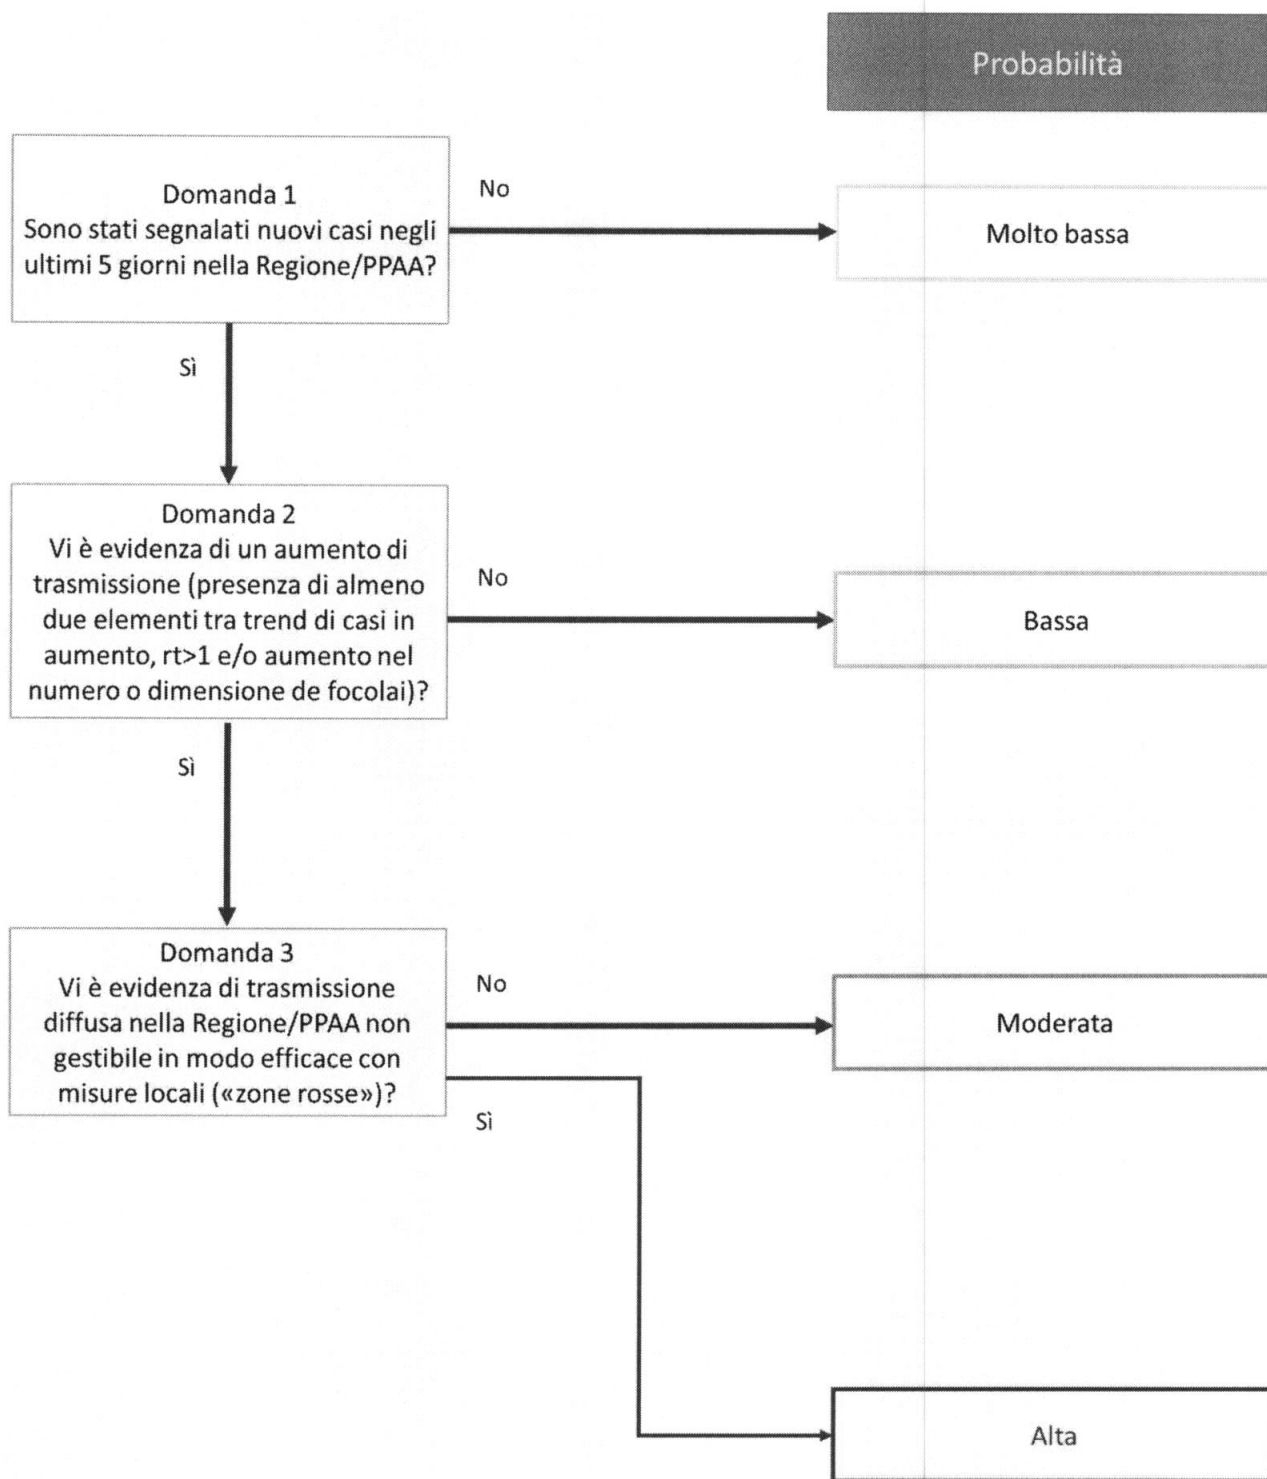 Probabilità
Domanda 1
Sono stati segnalati nuovi casi negli
ultimi 5 giorni nella Regione/PPAA?
No
Molto bassa
Sì
Domanda 2
Vi è evidenza di un aumento di
trasmissione (presenza di almeno
due elementi tra trend di casi in
aumento, rt>1 e/o aumento nel
numero o dimensione de focolai)?
No
Bassa
Sì
Domanda 3
Vi è evidenza di trasmissione
diffusa nella Regione/PPAA non
gestibile in modo efficace con
misure locali («zone rosse»)?
No
Moderata
Sì
Alta